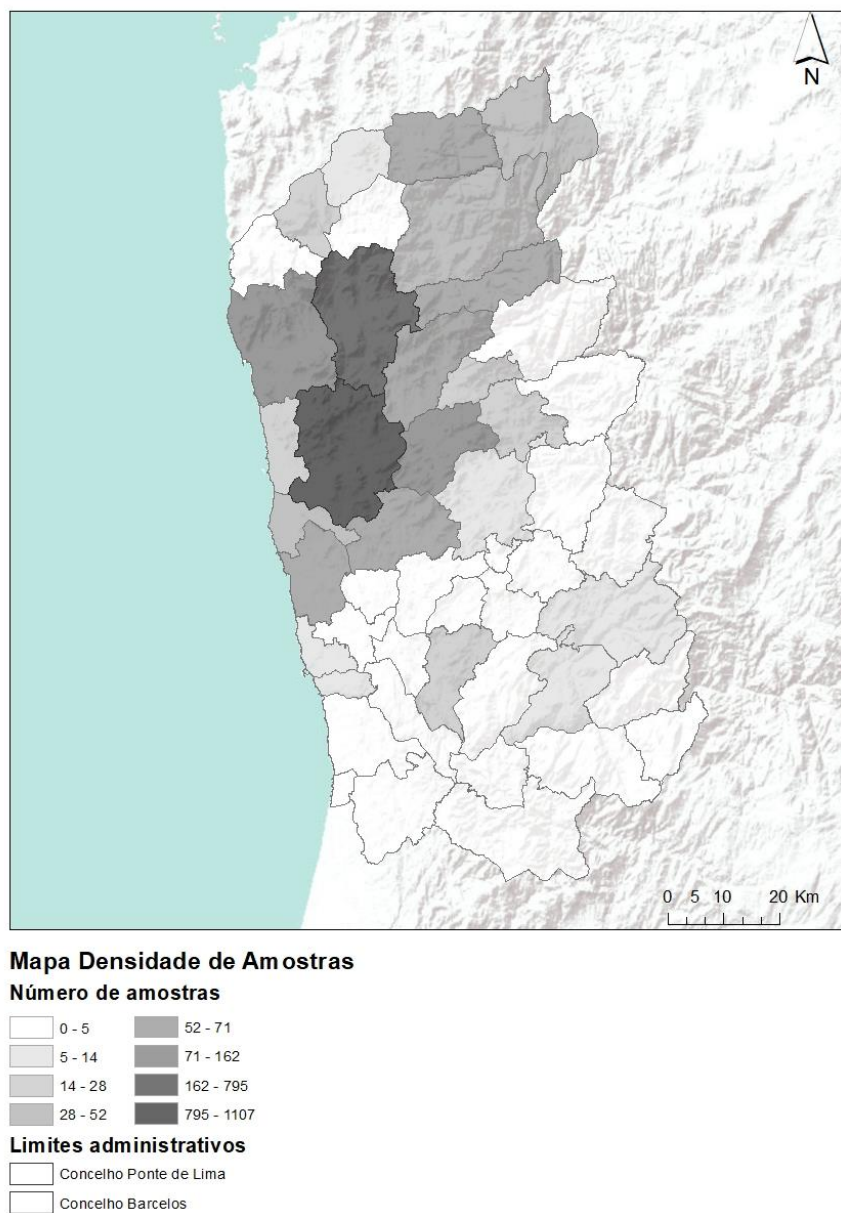 N
0 5 10 20 Km
Mapa Densidade de Amostras
Número de amostras
0 - 5
5 - 14
14 - 28
28 - 52
52 - 71
71 - 162
162 - 795
795 - 1107
Limites administrativos
Concelho Ponte de Lima
Concelho Barcelos